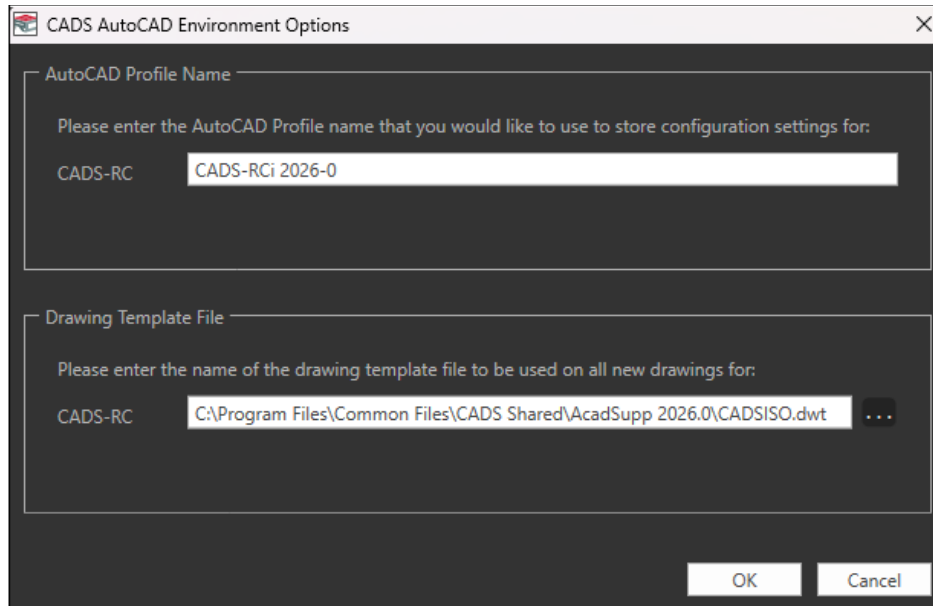 CADS AutoCAD Environment Options
AutoCAD Profile Name
Please enter the AutoCAD Profile name that you would like to use to store configuration settings for:
CADS-RC
CADS-RCi 2026-0
Drawing Template File
Please enter the name of the drawing template file to be used on all new drawings for:
CADS-RC
C:\Program Files\Common Files\CADS Shared\AcadSupp 2026.0\CADSISO.dwt
...
OK
Cancel